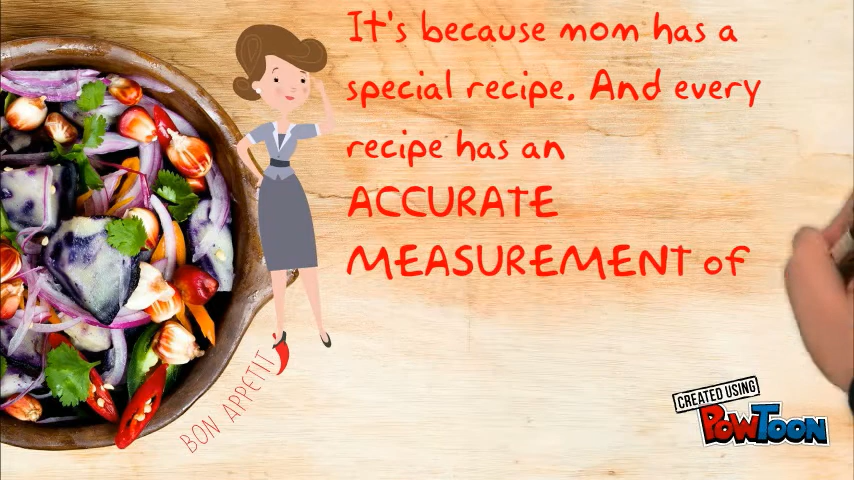 It's because mom has a
special recipe. And every
recipe has an
ACCURATE
MEASUREMENT of
BON APPETIT
CREATED USING
POWTOON